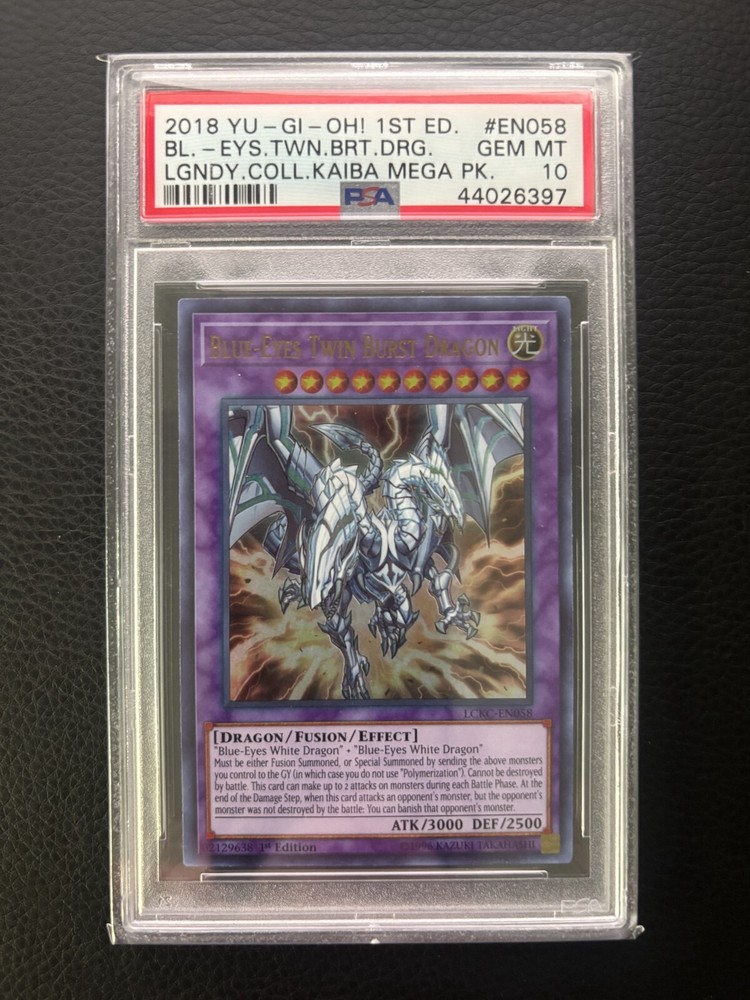 2018 YU-GI-OH! 1ST ED. #EN058
BL.-EYS.TWN.BRT.DRG. GEM MT
LGNDY.COLL.KAIBA MEGA PK. 10
PSA 44026397
BLUE-EYES TWIN BURST DRAGON
LIGHT
光
LCKC-EN058
[DRAGON/FUSION/EFFECT]
"Blue-Eyes White Dragon" + "Blue-Eyes White Dragon"
Must be either Fusion Summoned, or Special Summoned by sending the above monsters
you control to the GY (in which case you do not use "Polymerization"). Cannot be destroyed
by battle. This card can make up to 2 attacks on monsters during each Battle Phase. At the
end of the Damage Step, when this card attacks an opponent's monster, but the opponent's
monster was not destroyed by the battle: You can banish that opponent's monster.
ATK/3000 DEF/2500
02129638 1st Edition ©1996 KAZUKI TAKAHASHI
PSA